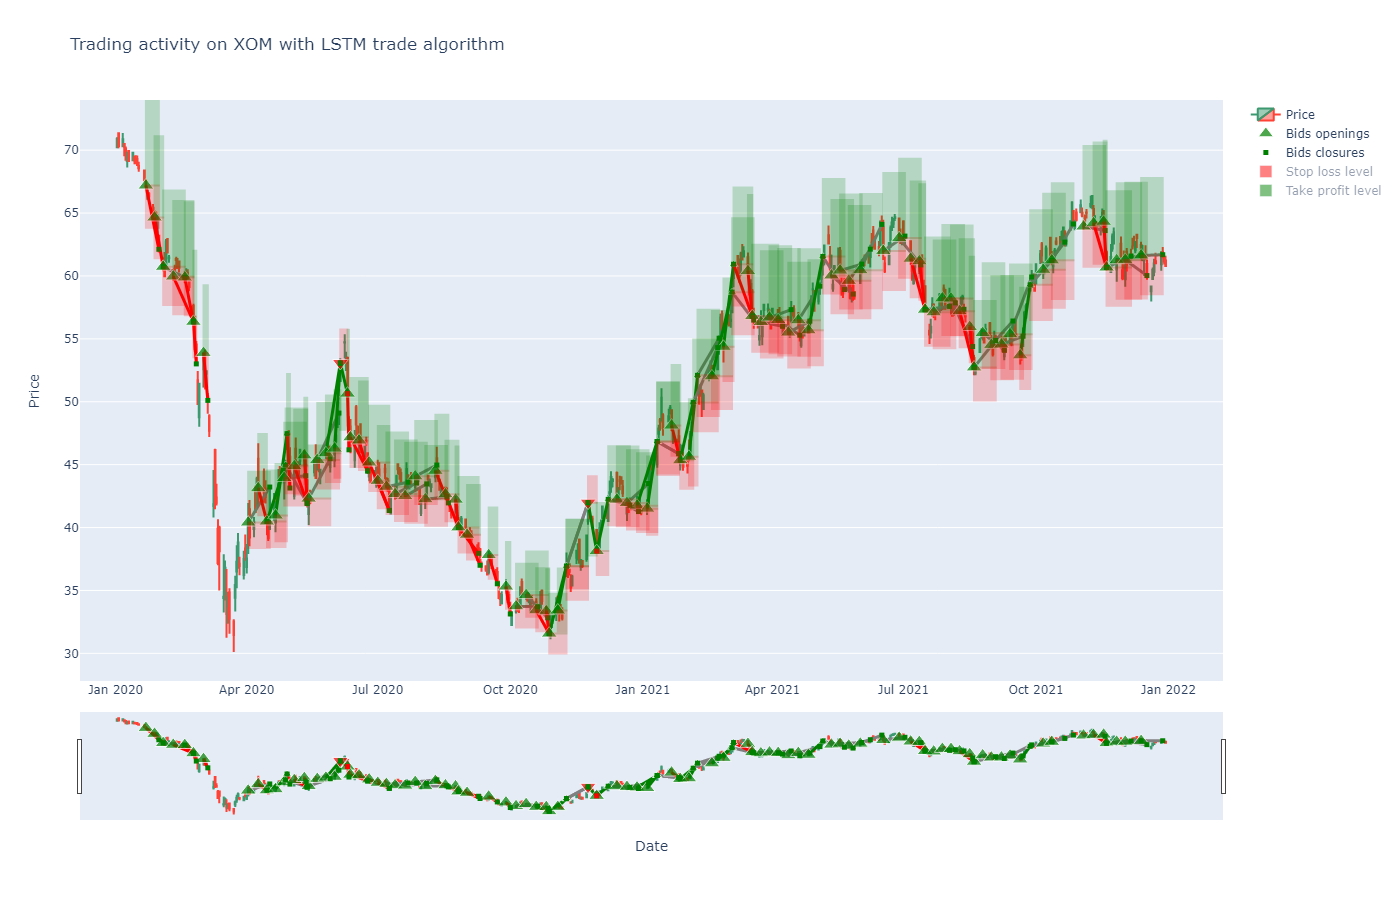 Trading activity on XOM with LSTM trade algorithm
Price
Bids openings
Bids closures
Stop loss level
Take profit level
70
65
60
55
50
45
40
35
30
Price
Jan 2020 Apr 2020 Jul 2020 Oct 2020 Jan 2021 Apr 2021 Jul 2021 Oct 2021 Jan 2022
Date